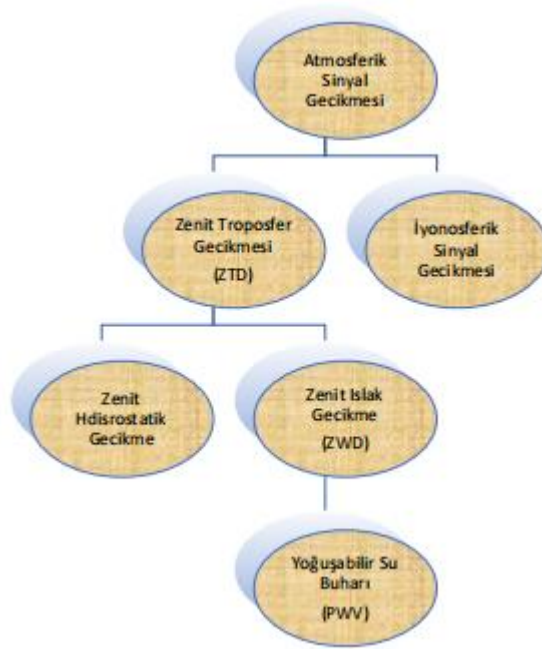 Atmosferik
Sinyal
Gecikmesi
Zenit Troposfer
Gecikmesi
(ZTD)
İyonosferik
Sinyal
Gecikmesi
Zenit
Hdisrostatik
Gecikme
Zenit Islak
Gecikme
(ZWD)
Yoğuşabilir Su
Buharı
(PWV)